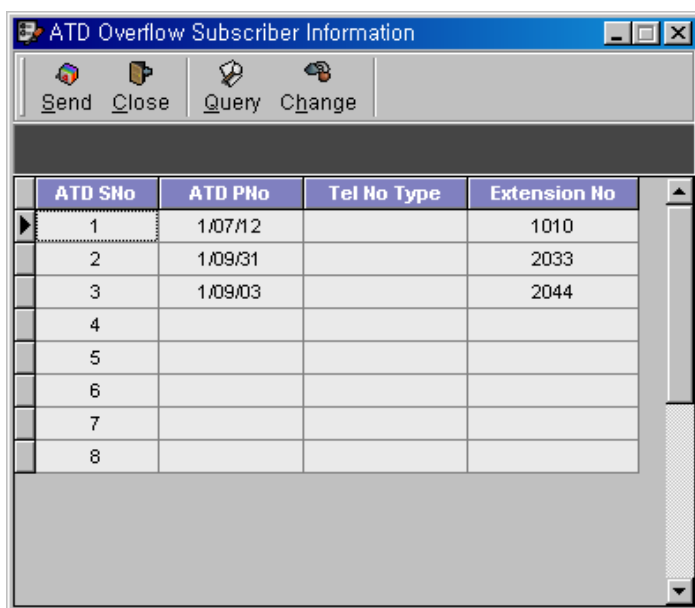 ATD Overflow Subscriber Information
Send Close Query Change
ATD SNo ATD PNo Tel No Type Extension No
1 1/07/12 1010
2 1/09/31 2033
3 1/09/03 2044
4
5
6
7
8